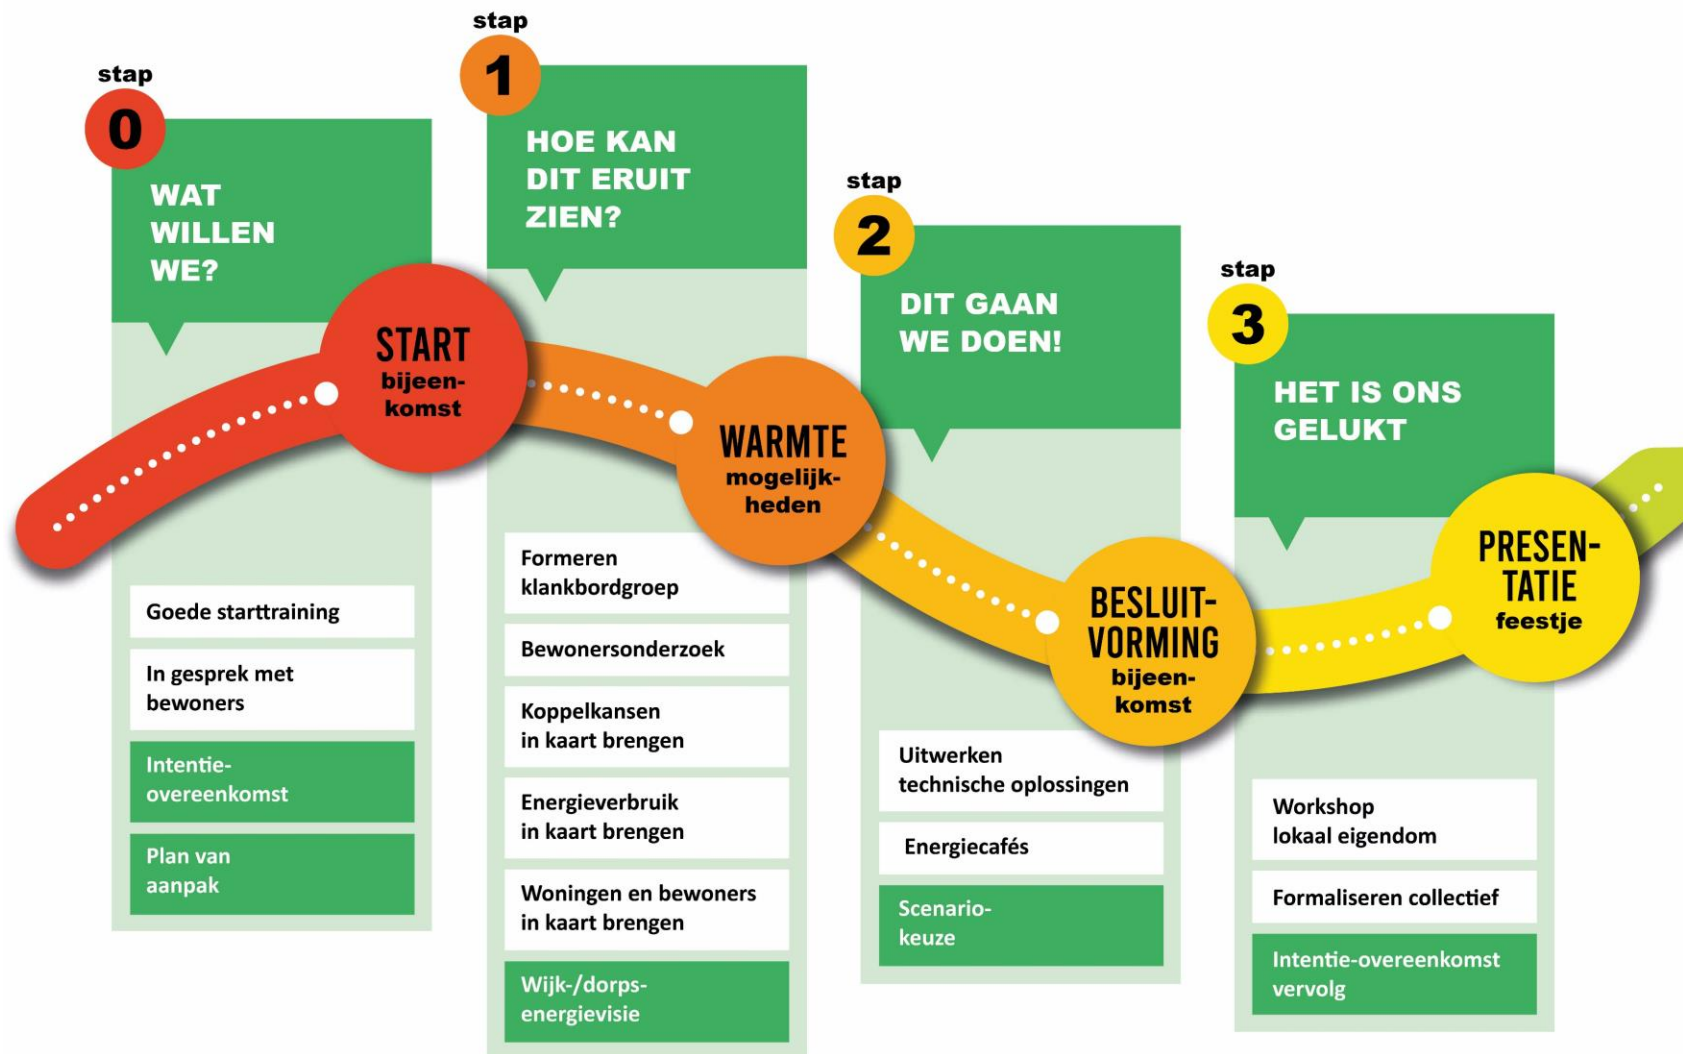 stap
0
WAT
WILLEN
WE?
START
bijeen-
komst
Goede starttraining
In gesprek met
bewoners
Intentie-
overeenkomst
Plan van
aanpak
stap
1
HOE KAN
DIT ERUIT
ZIEN?
WARMTE
mogelijk-
heden
Formeren
klankbordgroep
Bewonersonderzoek
Koppelkansen
in kaart brengen
Energieverbruik
in kaart brengen
Woningen en bewoners
in kaart brengen
Wijk-/dorps-
energievisie
stap
2
DIT GAAN
WE DOEN!
BESLUIT-
VORMING
bijeen-
komst
Uitwerken
technische oplossingen
Energiecafés
Scenario-
keuze
stap
3
HET IS ONS
GELUKT
PRESEN-
TATIE
feestje
Workshop
lokaal eigendom
Formaliseren collectief
Intentie-overeenkomst
vervolg